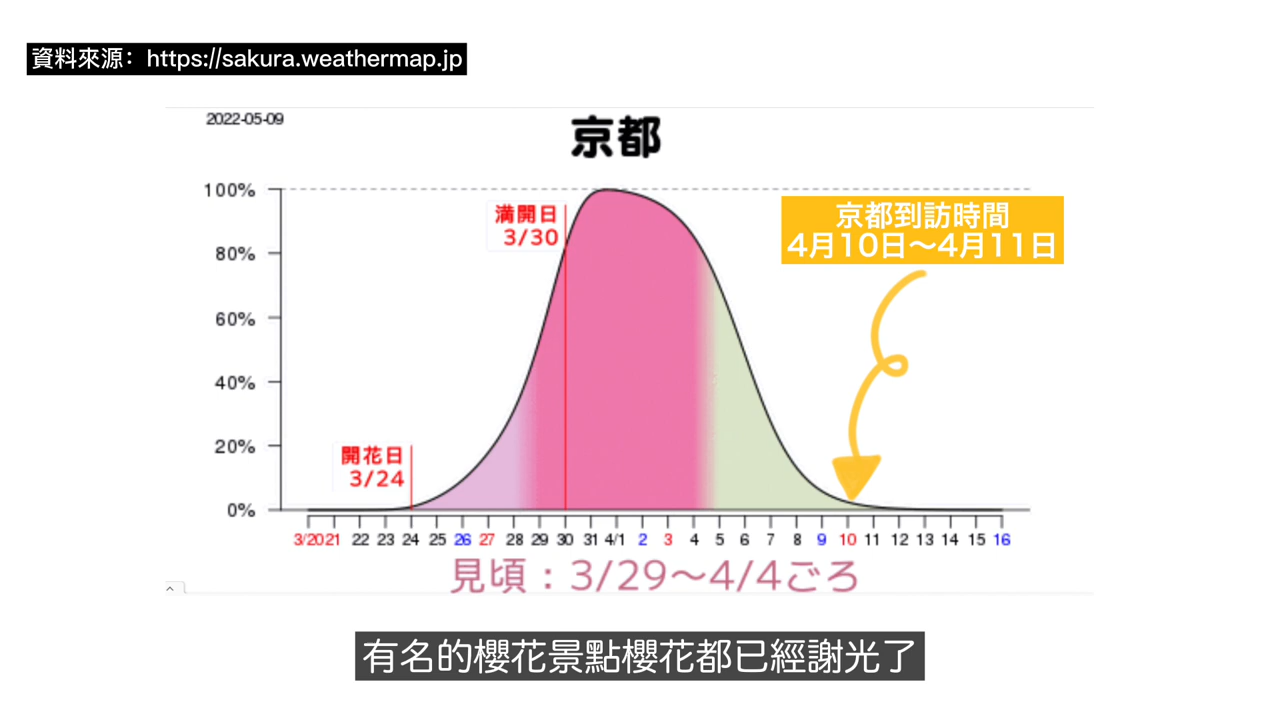 資料來源：https://sakura.weathermap.jp
2022-05-09
京都
100%
80%
60%
40%
20%
0%
満開日
3/30
開花日
3/24
京都到訪時間
4月10日～4月11日
3/20 21 22 23 24 25 26 27 28 29 30 31 4/1 2 3 4 5 6 7 8 9 10 11 12 13 14 15 16
見頃：3/29～4/4ごろ
有名的櫻花景點櫻花都已經謝光了